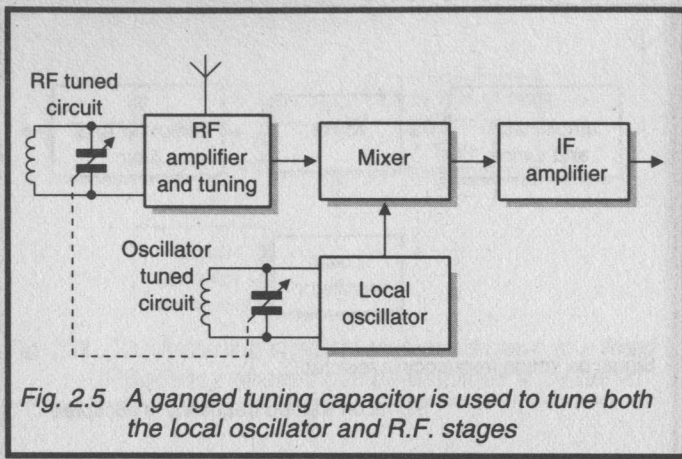 RF tuned
circuit
RF
amplifier
and tuning
Mixer
IF
amplifier
Oscillator
tuned
circuit
Local
oscillator
Fig. 2.5 A ganged tuning capacitor is used to tune both
the local oscillator and R.F. stages